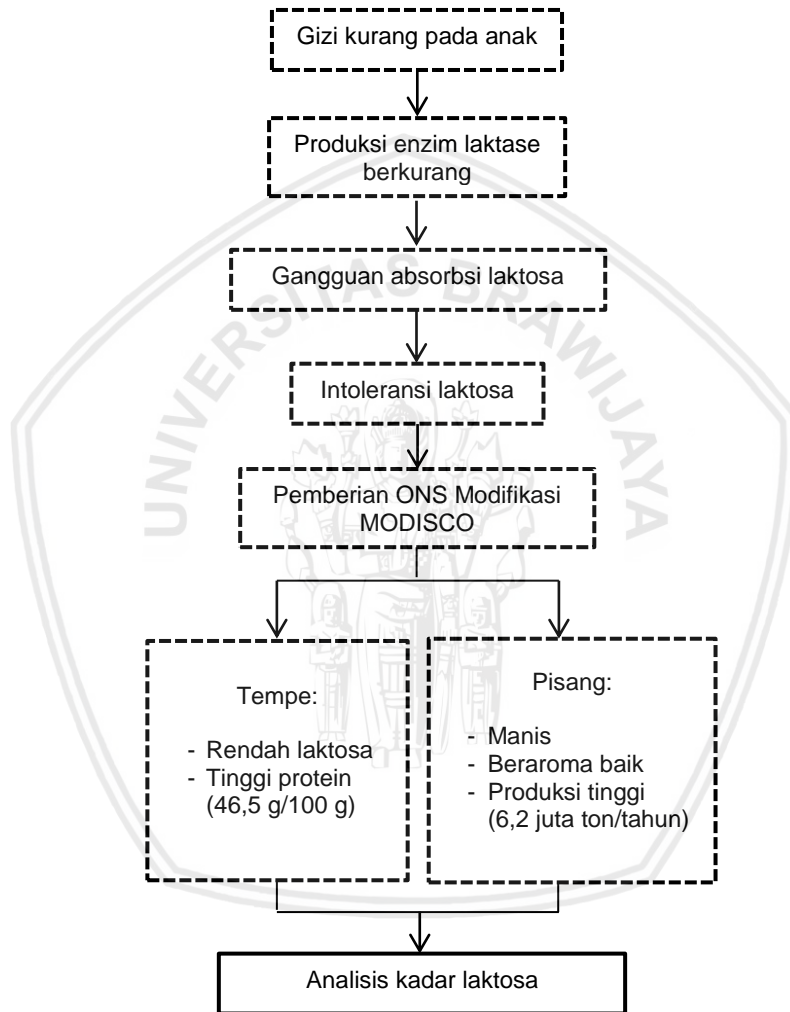 Gizi kurang pada anak
Produksi enzim laktase
berkurang
Gangguan absorbsi laktosa
Intoleransi laktosa
Pemberian ONS Modifikasi
MODISCO
Tempe:
- Rendah laktosa
- Tinggi protein
(46,5 g/100 g)
Pisang:
- Manis
- Beraroma baik
- Produksi tinggi
(6,2 juta ton/tahun)
Analisis kadar laktosa
UNIVERSITAS BRAWIJAYA